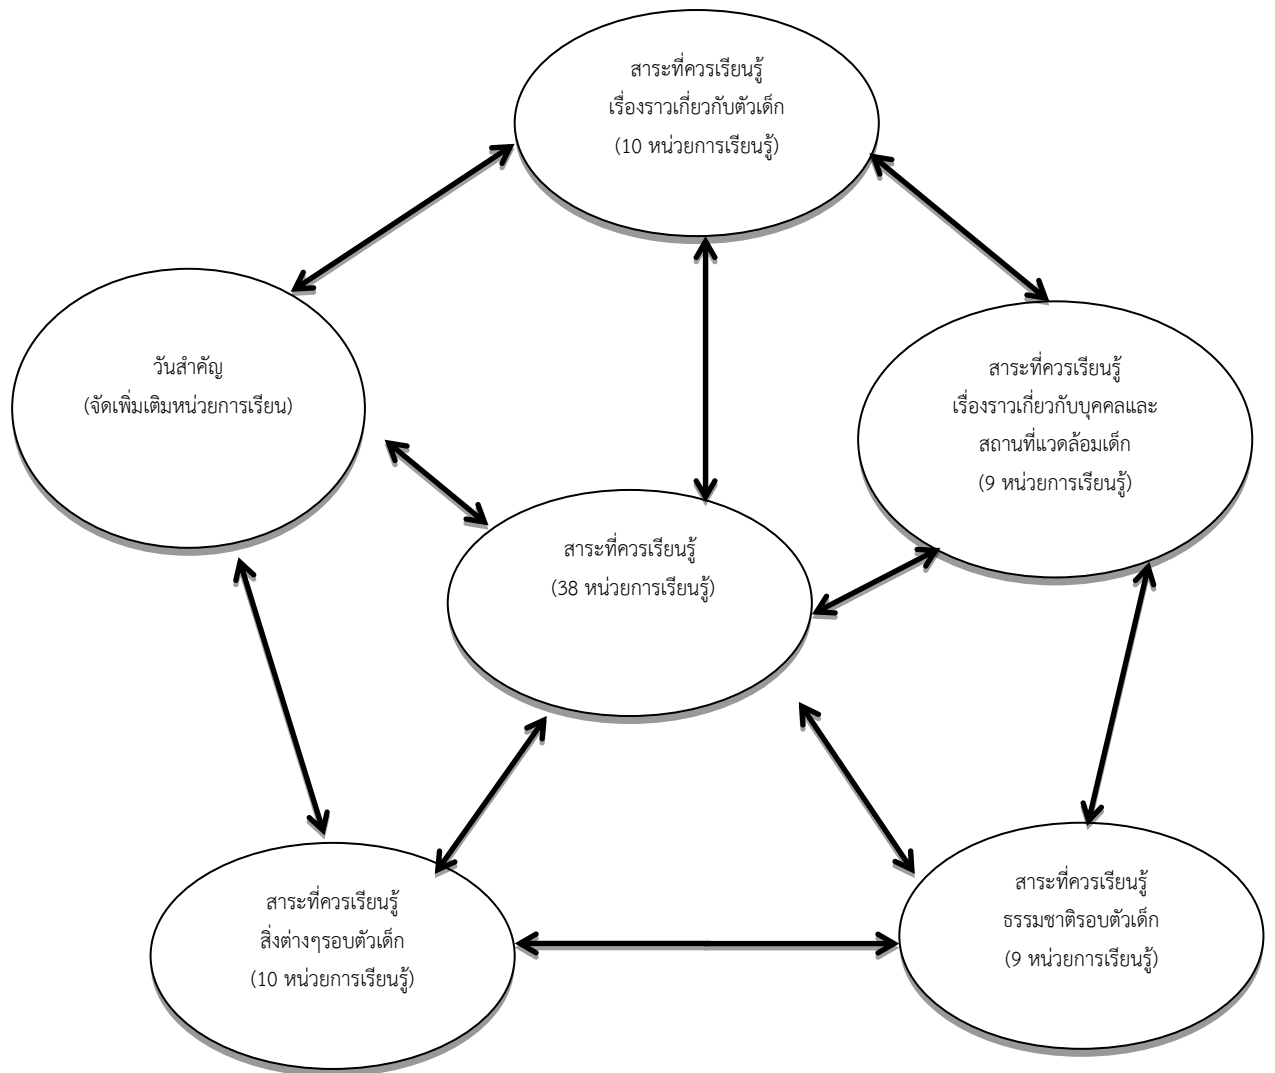 สาระที่ควรเรียนรู้
เรื่องราวเกี่ยวกับตัวเด็ก
(10 หน่วยการเรียนรู้)
วันสำคัญ
(จัดเพิ่มเติมหน่วยการเรียน)
สาระที่ควรเรียนรู้
เรื่องราวเกี่ยวกับบุคคลและ
สถานที่แวดล้อมเด็ก
(9 หน่วยการเรียนรู้)
สาระที่ควรเรียนรู้
(38 หน่วยการเรียนรู้)
สาระที่ควรเรียนรู้
สิ่งต่างๆรอบตัวเด็ก
(10 หน่วยการเรียนรู้)
สาระที่ควรเรียนรู้
ธรรมชาติรอบตัวเด็ก
(9 หน่วยการเรียนรู้)